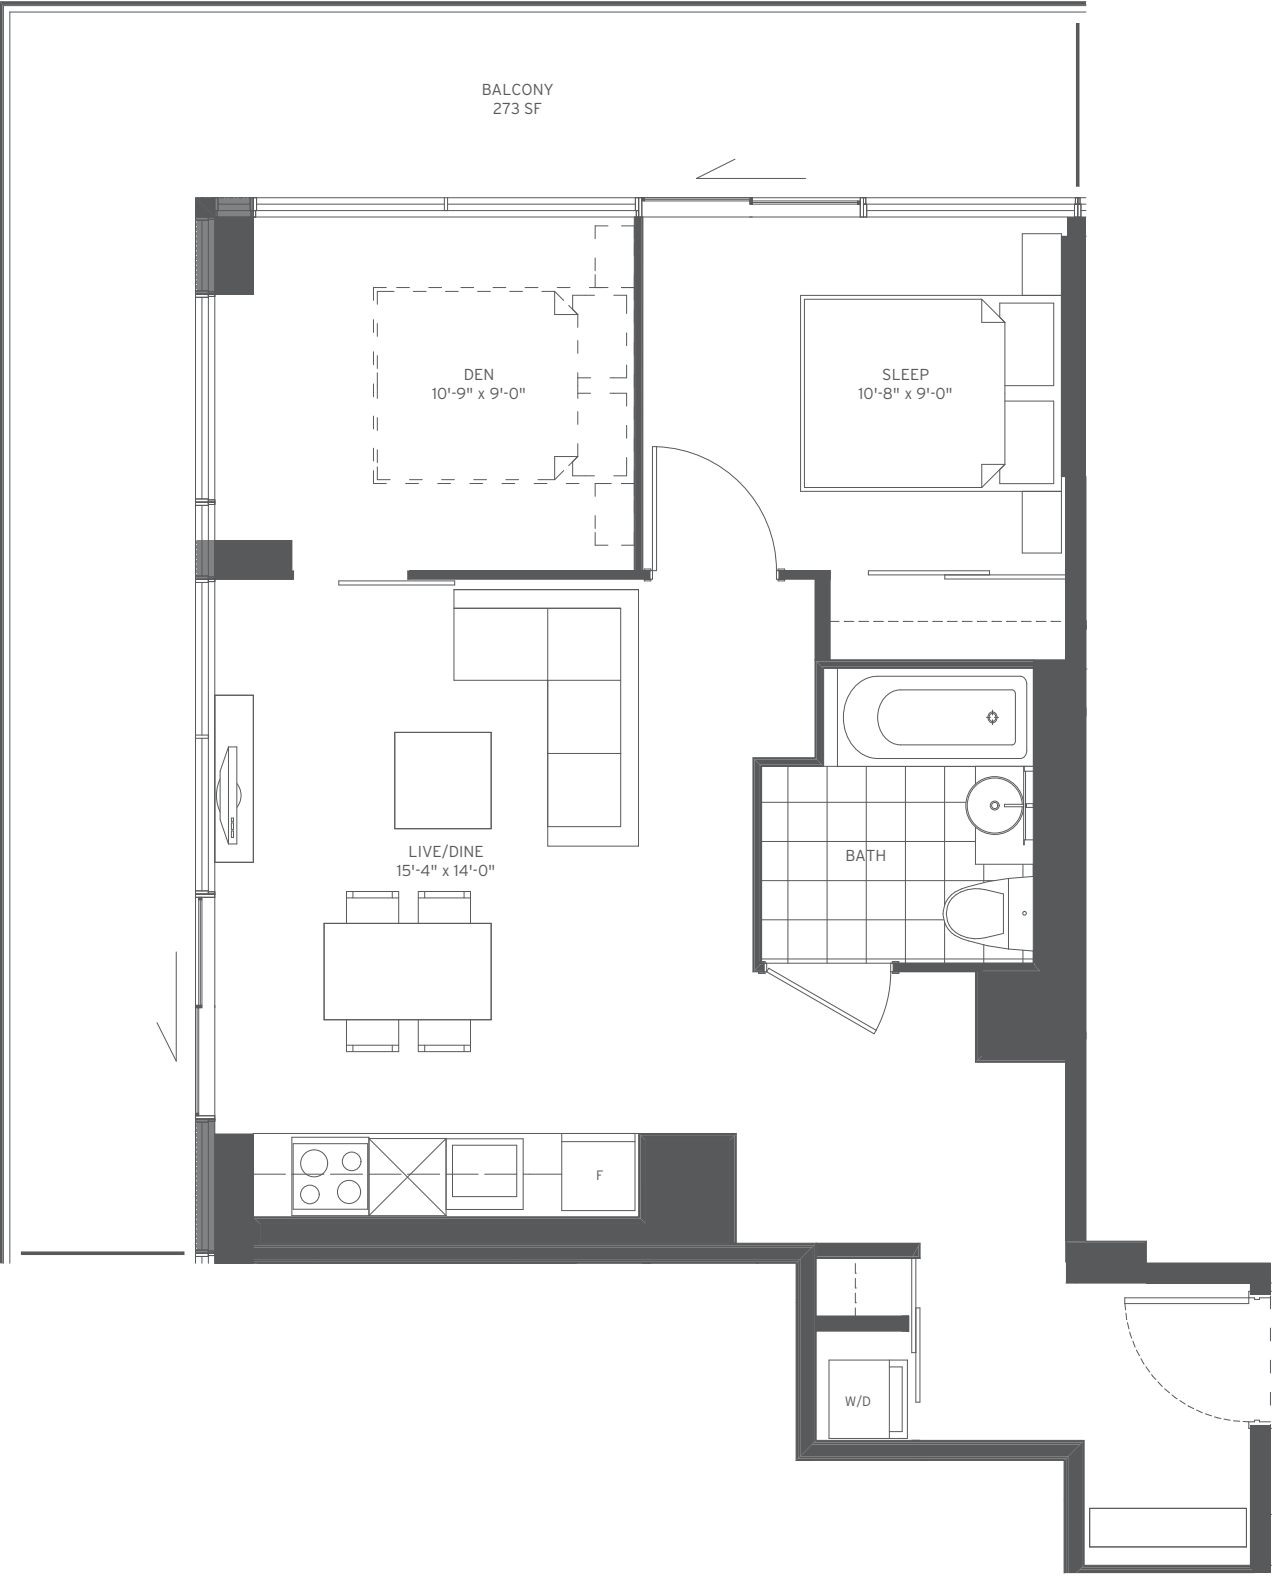 BALCONY
273 SF
DEN
10'-9" x 9'-0"
SLEEP
10'-8" x 9'-0"
LIVE/DINE
15'-4" x 14'-0"
BATH
F
W/D